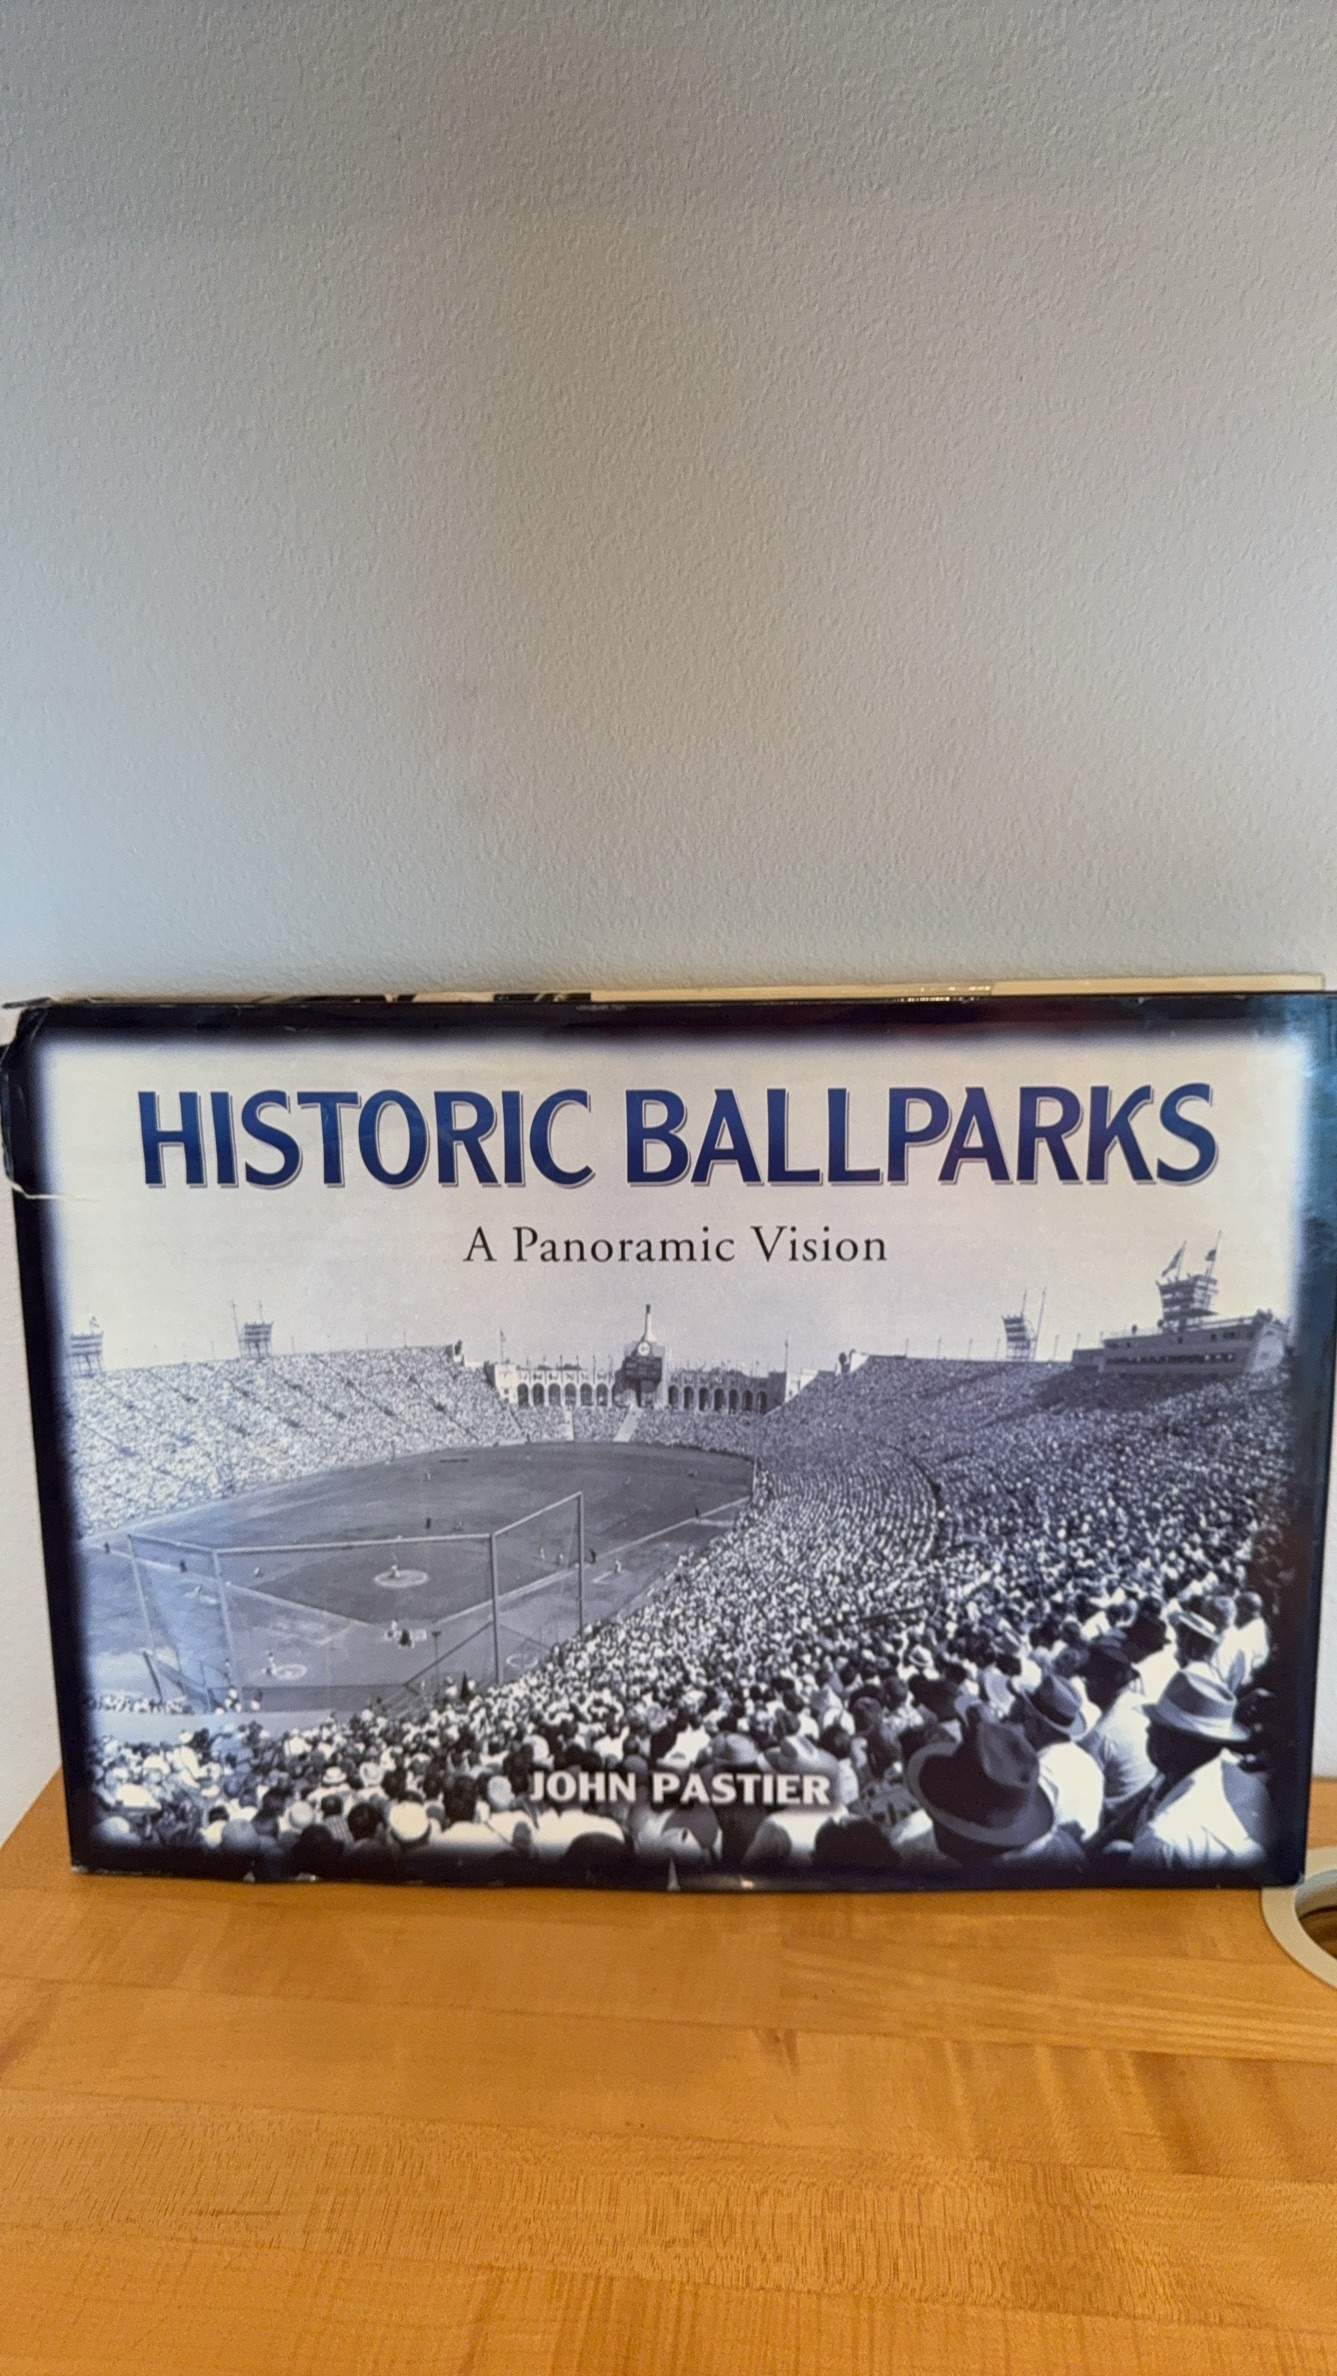 HISTORIC BALLPARKS
A Panoramic Vision
JOHN PASTIER